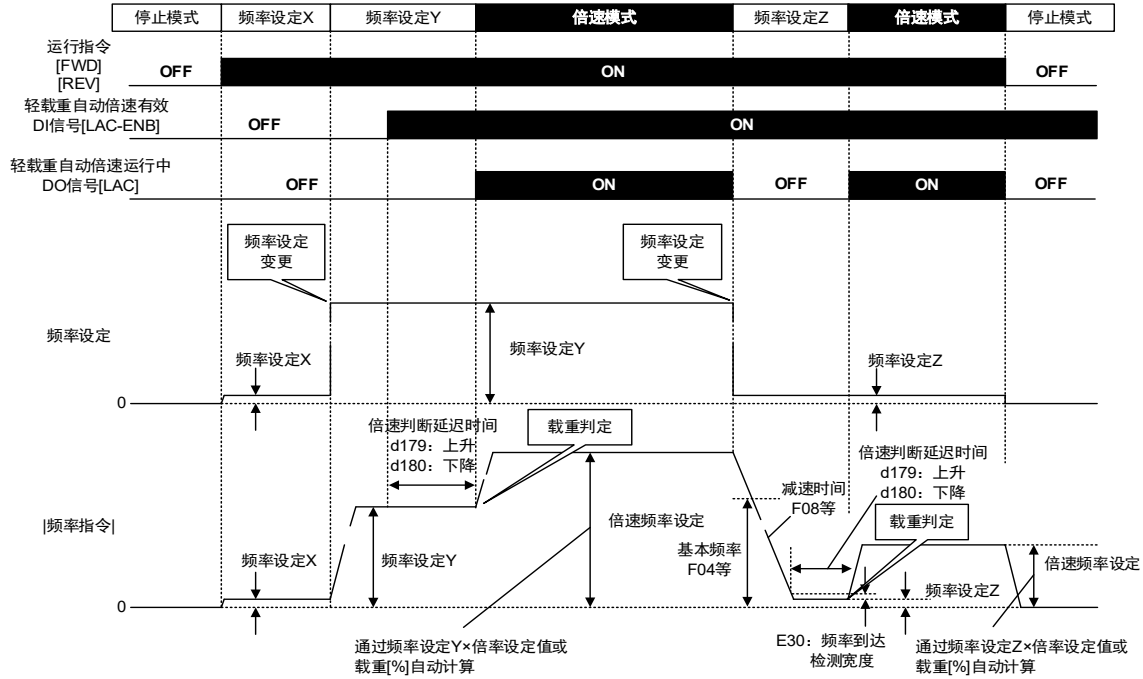 停止模式 频率设定X 频率设定Y 倍速模式 频率设定Z 倍速模式 停止模式
运行指令
[FWD]
[REV]
OFF ON OFF
轻载重自动倍速有效
DI信号[LAC-ENB]
OFF ON
轻载重自动倍速运行中
DO信号[LAC]
OFF ON OFF ON OFF
频率设定
变更
频率设定
变更
频率设定
频率设定X
频率设定Y
频率设定Z
0
倍速判断延迟时间
d179：上升
d180：下降
载重判定
倍速判断延迟时间
d179：上升
d180：下降
减速时间
F08等
载重判定
|频率指令|
频率设定X
频率设定Y
倍速频率设定
基本频率
F04等
频率设定Z
倍速频率设定
0
通过频率设定Y×倍率设定值或
载重[%]自动计算
E30：频率到达
检测宽度
通过频率设定Z×倍率设定值或
载重[%]自动计算